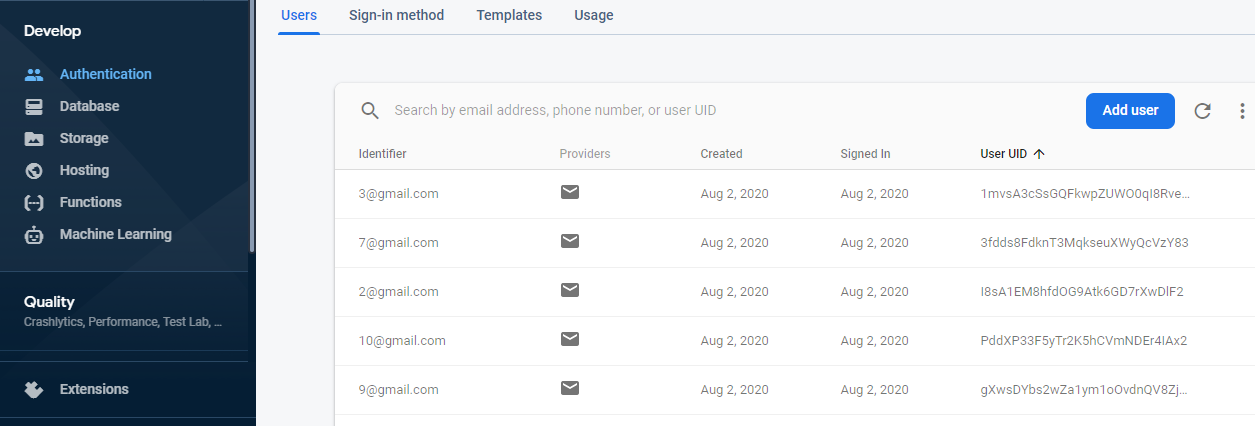 Develop
Authentication
Database
Storage
Hosting
Functions
Machine Learning
Quality
Crashlytics, Performance, Test Lab, ...
Extensions
Users Sign-in method Templates Usage
Search by email address, phone number, or user UID Add user
Identifier Providers Created Signed In User UID
3@gmail.com Aug 2, 2020 Aug 2, 2020 1mvsA3cSsGQFkwpZUWO0qI8Rve...
7@gmail.com Aug 2, 2020 Aug 2, 2020 3fdds8FdknT3MqkseuXWyQcVzY83
2@gmail.com Aug 2, 2020 Aug 2, 2020 I8sA1EM8hfdOG9Atk6GD7rXwDlF2
10@gmail.com Aug 2, 2020 Aug 2, 2020 PddXP33F5yTr2K5hCVmNDEr4IAx2
9@gmail.com Aug 2, 2020 Aug 2, 2020 gXwsDYbs2wZa1ym1oOvdnQV8Zj...